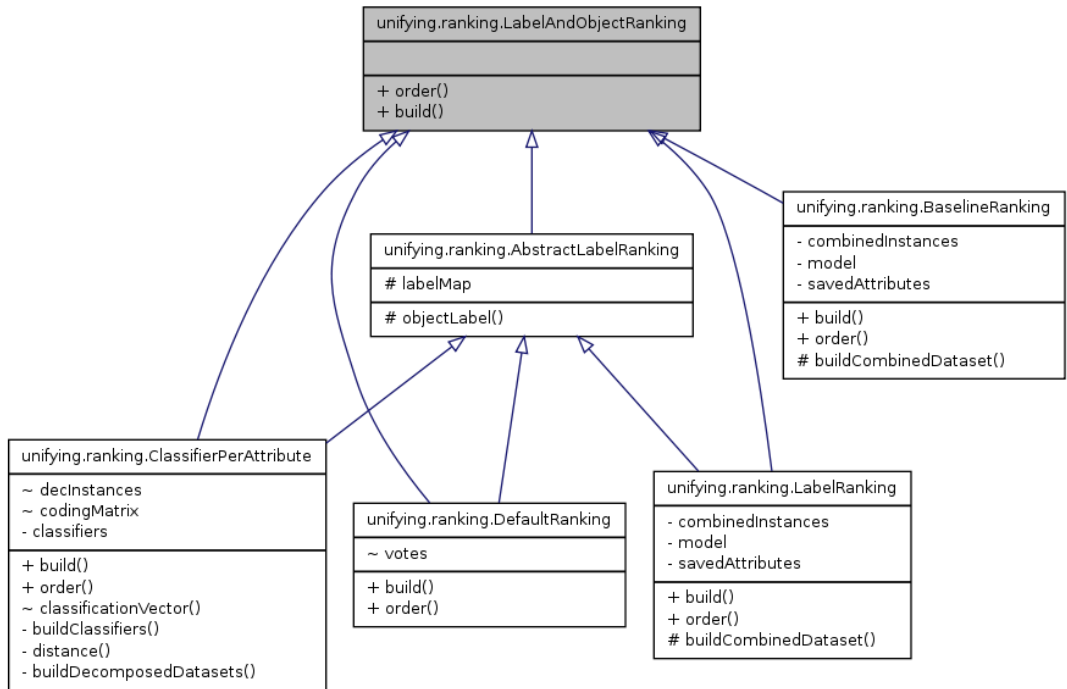 unifying.ranking.LabelAndObjectRanking
+ order()
+ build()
unifying.ranking.BaselineRanking
- combinedInstances
- model
- savedAttributes
+ build()
+ order()
# buildCombinedDataset()
unifying.ranking.AbstractLabelRanking
# labelMap
# objectLabel()
unifying.ranking.ClassifierPerAttribute
~ decInstances
~ codingMatrix
- classifiers
+ build()
+ order()
~ classificationVector()
- buildClassifiers()
- distance()
- buildDecomposedDatasets()
unifying.ranking.DefaultRanking
~ votes
+ build()
+ order()
unifying.ranking.LabelRanking
- combinedInstances
- model
- savedAttributes
+ build()
+ order()
# buildCombinedDataset()